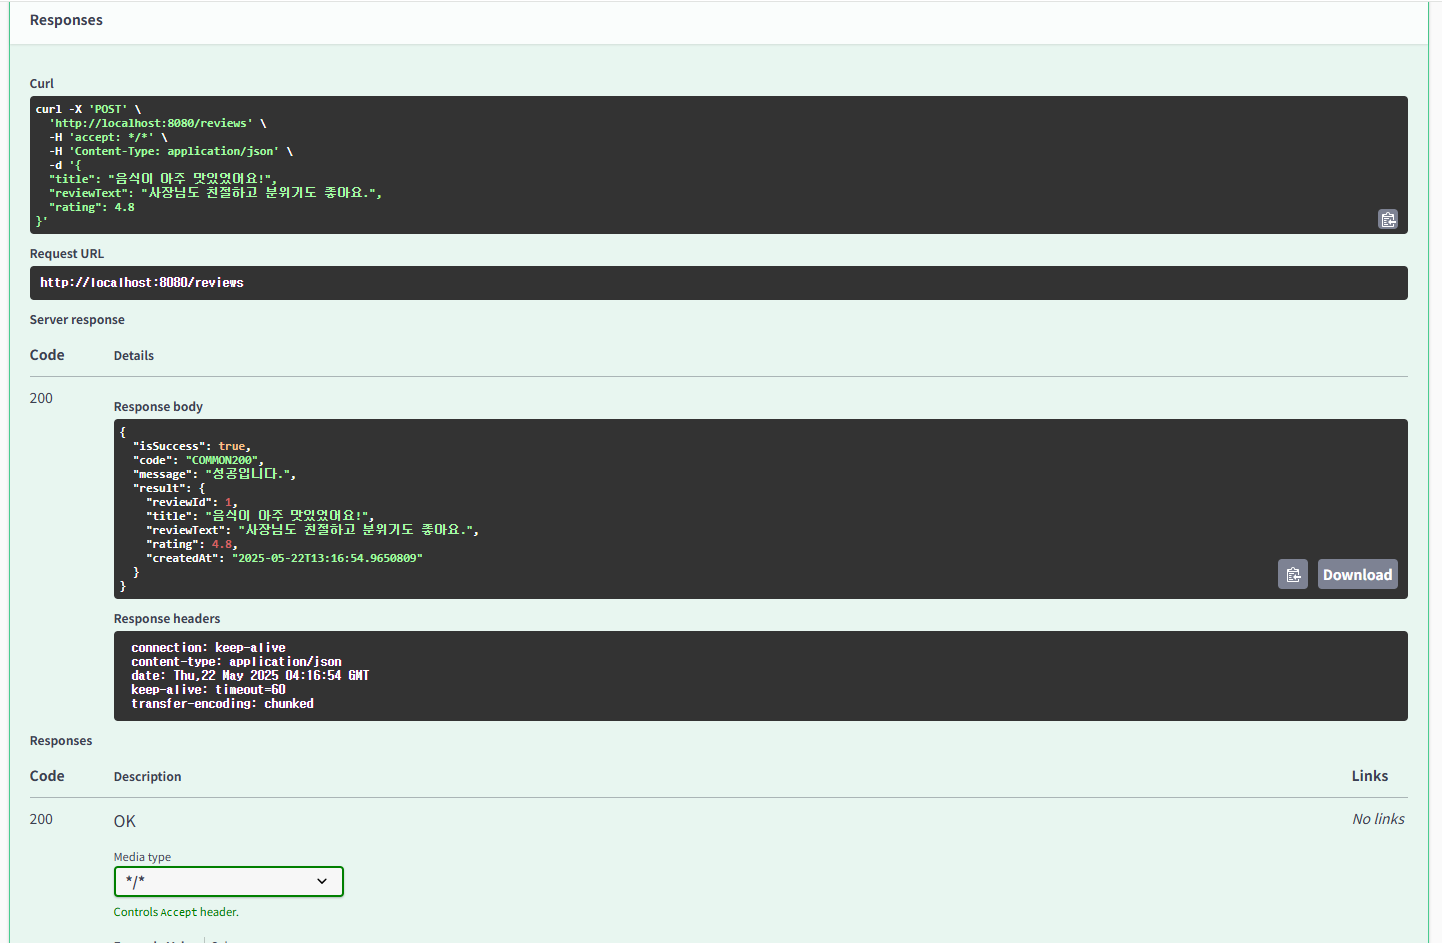 Responses
Curl
curl -X 'POST' \
'http://localhost:8080/reviews' \
-H 'accept: */*' \
-H 'Content-Type: application/json' \
-d '{
"title": "음식이 아주 맛있었어요!",
"reviewText": "사장님도 친절하고 분위기도 좋아요.",
"rating": 4.8
}'
Request URL
http://localhost:8080/reviews
Server response
Code Details
200
Response body
{
"isSuccess": true,
"code": "COMMON200",
"message": "성공입니다.",
"result": {
"reviewId": 1,
"title": "음식이 아주 맛있었어요!",
"reviewText": "사장님도 친절하고 분위기도 좋아요.",
"rating": 4.8,
"createdAt": "2025-05-22T13:16:54.9650809"
}
}
Download
Response headers
connection: keep-alive
content-type: application/json
date: Thu,22 May 2025 04:16:54 GMT
keep-alive: timeout=60
transfer-encoding: chunked
Responses
Code Description Links
200 OK No links
Media type
*/*
Controls Accept header.